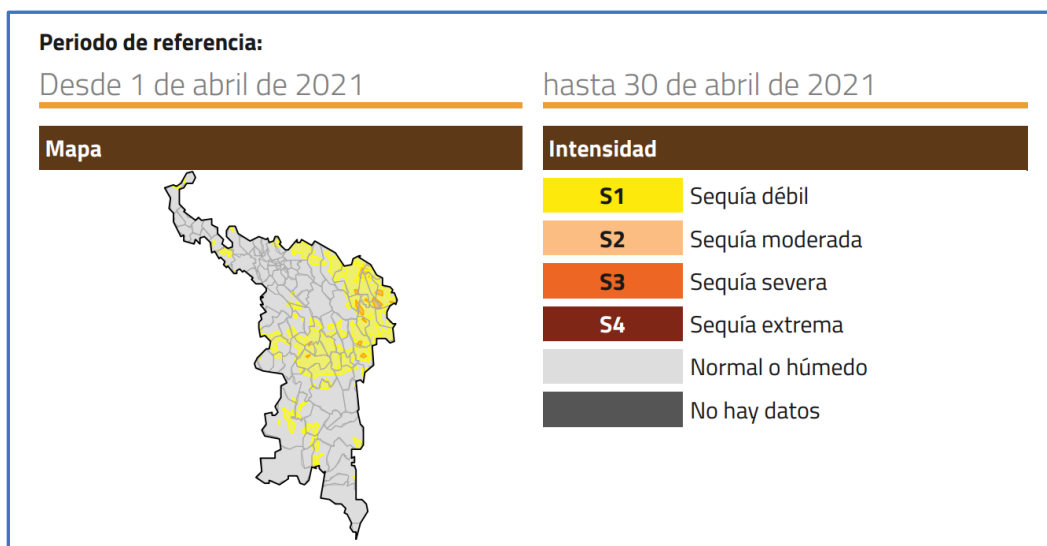 Periodo de referencia:
Desde 1 de abril de 2021
hasta 30 de abril de 2021
Mapa
Intensidad
S1 Sequía débil
S2 Sequía moderada
S3 Sequía severa
S4 Sequía extrema
Normal o húmedo
No hay datos